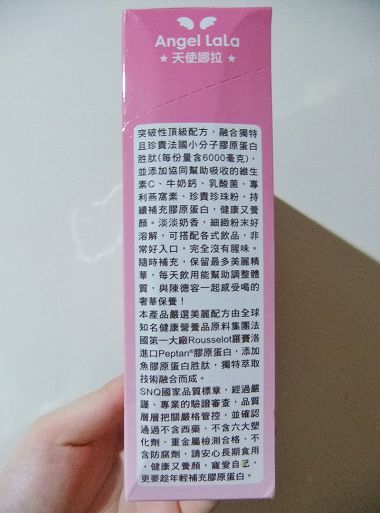 Angel LaLa
★ 天使娜拉 ★
突破性頂級配方，融合獨特
且珍貴法國小分子膠原蛋白
胜肽(每份量含6000毫克)，
並添加協同幫助吸收的維生
素C、牛奶鈣、乳酸菌、專
利燕窩素、珍貴珍珠粉，持
續補充膠原蛋白，健康又養
顏。淡淡奶香，細緻粉末好
溶解，可搭配各式飲品，非
常好入口，完全沒有腥味。
隨時補充，保留最多美麗精
華，每天飲用能幫助調整體
質，與陳德容一起感受喝的
奢華保養！
本產品嚴選美麗配方由全球
知名健康營養品原料集團法
國第一大廠Rousselot羅賽洛
進口Peptan®膠原蛋白，添加
魚膠原蛋白胜肽，獨特萃取
技術融合而成。
SNQ國家品質標章，經過嚴
謹、專業的驗證審查，品質
層層把關嚴格管控，並確認
通過不含西藥、不含六大塑
化劑、重金屬檢測合格、不
含防腐劑，請安心長期食用
，健康又養顏，寵愛自己，
更要趁年輕補充膠原蛋白。